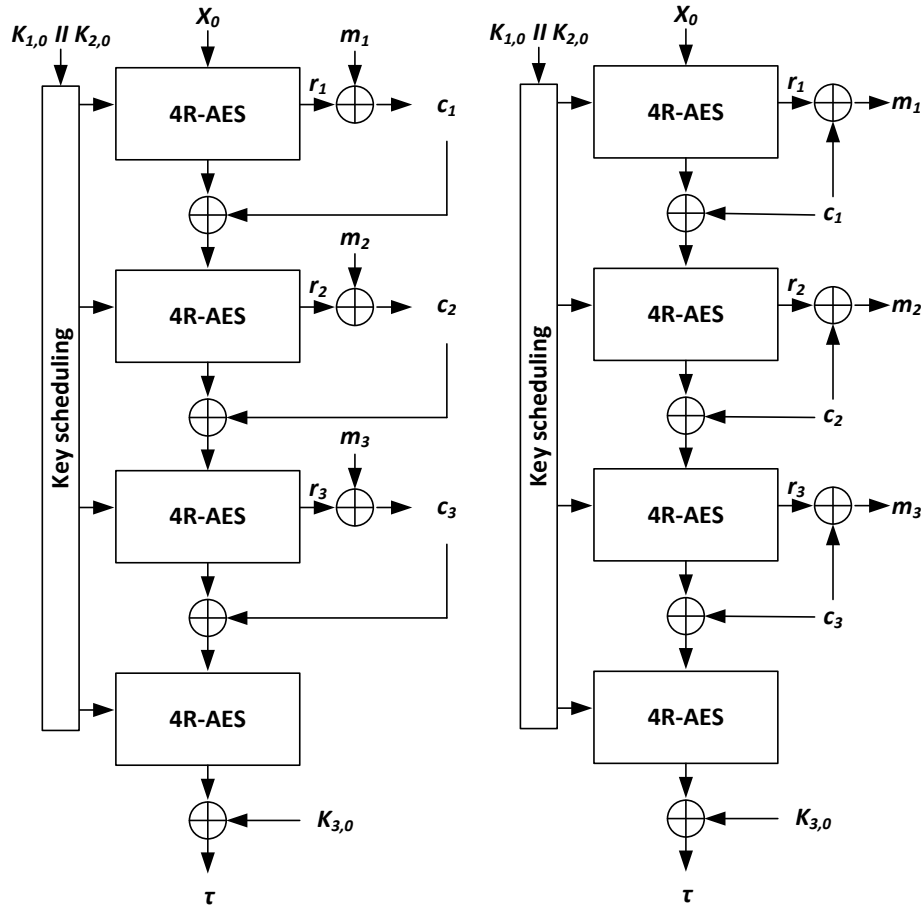 X0
K1,0 II K2,0
m1
4R-AES
r1
c1
m2
4R-AES
r2
c2
Key scheduling
m3
4R-AES
r3
c3
4R-AES
K3,0
τ
X0
K1,0 II K2,0
4R-AES
r1
m1
c1
4R-AES
r2
m2
c2
Key scheduling
4R-AES
r3
m3
c3
4R-AES
K3,0
τ